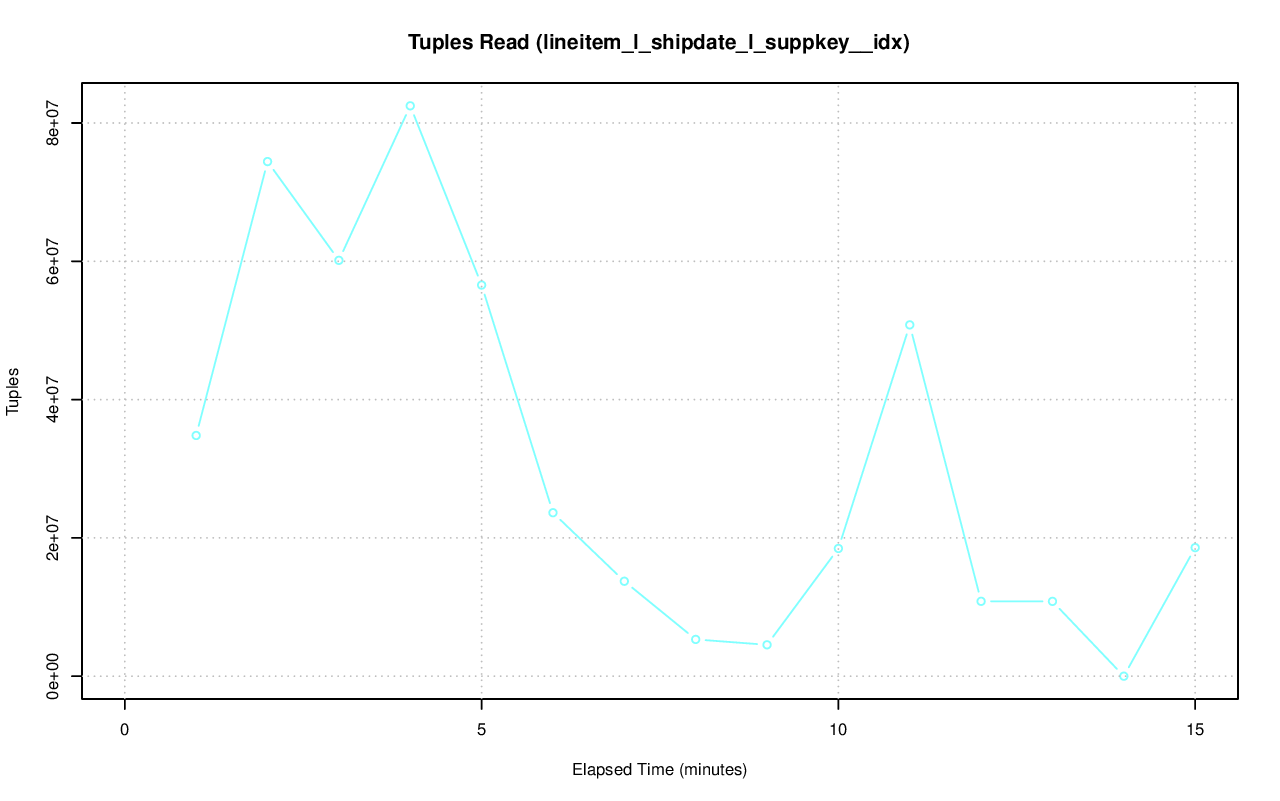 Tuples Read (lineitem_l_shipdate_l_suppkey__idx)
8e+07
6e+07
4e+07
2e+07
0e+00
Tuples
0 5 10 15
Elapsed Time (minutes)